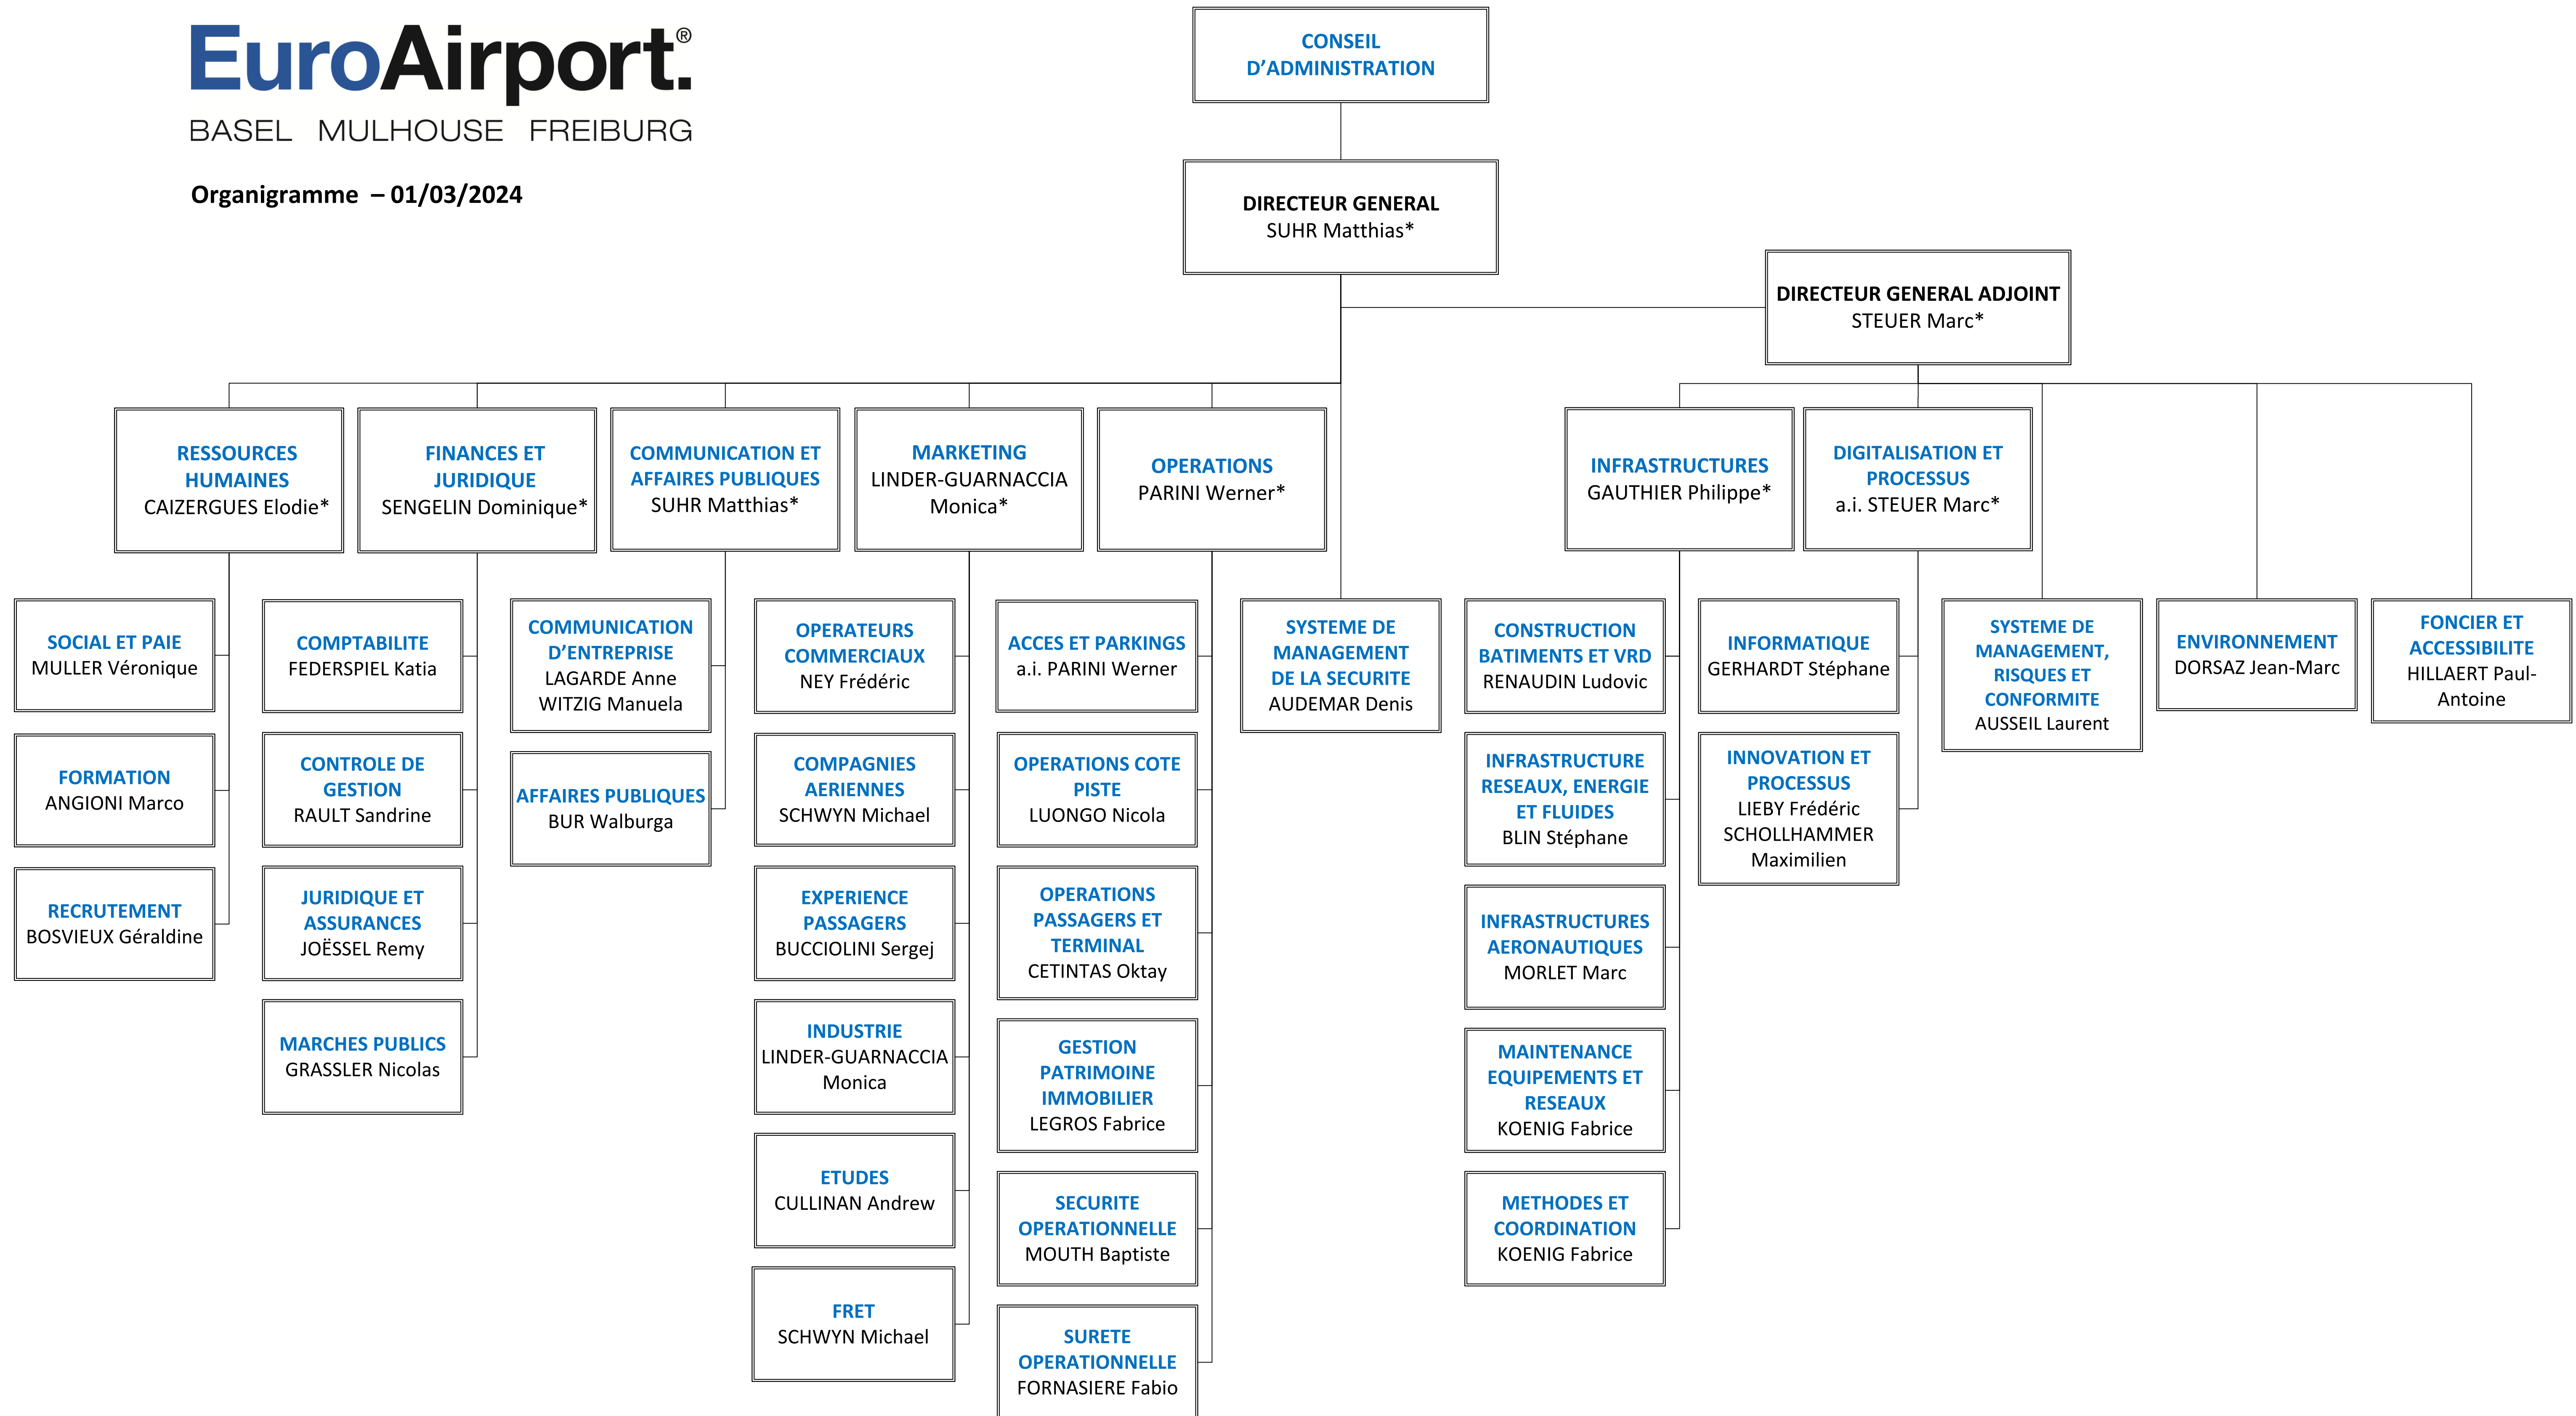 EuroAirport.®
BASEL MULHOUSE FREIBURG
Organigramme – 01/03/2024
CONSEIL
D’ADMINISTRATION
DIRECTEUR GENERAL
SUHR Matthias*
DIRECTEUR GENERAL ADJOINT
STEUER Marc*
RESSOURCES
HUMAINES
CAIZERGUES Elodie*
FINANCES ET
JURIDIQUE
SENGELIN Dominique*
COMMUNICATION ET
AFFAIRES PUBLIQUES
SUHR Matthias*
MARKETING
LINDER-GUARNACCIA
Monica*
OPERATIONS
PARINI Werner*
INFRASTRUCTURES
GAUTHIER Philippe*
DIGITALISATION ET
PROCESSUS
a.i. STEUER Marc*
SOCIAL ET PAIE
MULLER Véronique
FORMATION
ANGIONI Marco
RECRUTEMENT
BOSVIEUX Géraldine
COMPTABILITE
FEDERSPIEL Katia
CONTROLE DE
GESTION
RAULT Sandrine
JURIDIQUE ET
ASSURANCES
JOËSSEL Remy
MARCHES PUBLICS
GRASSLER Nicolas
COMMUNICATION
D’ENTREPRISE
LAGARDE Anne
WITZIG Manuela
AFFAIRES PUBLIQUES
BUR Walburga
OPERATEURS
COMMERCIAUX
NEY Frédéric
COMPAGNIES
AERIENNES
SCHWYN Michael
EXPERIENCE
PASSAGERS
BUCCIOLINI Sergej
INDUSTRIE
LINDER-GUARNACCIA
Monica
ETUDES
CULLINAN Andrew
FRET
SCHWYN Michael
ACCES ET PARKINGS
a.i. PARINI Werner
OPERATIONS COTE
PISTE
LUONGO Nicola
OPERATIONS
PASSAGERS ET
TERMINAL
CETINTAS Oktay
GESTION
PATRIMOINE
IMMOBILIER
LEGROS Fabrice
SECURITE
OPERATIONNELLE
MOUTH Baptiste
SURETE
OPERATIONNELLE
FORNASIERE Fabio
SYSTEME DE
MANAGEMENT
DE LA SECURITE
AUDEMAR Denis
CONSTRUCTION
BATIMENTS ET VRD
RENAUDIN Ludovic
INFRASTRUCTURE
RESEAUX, ENERGIE
ET FLUIDES
BLIN Stéphane
INFRASTRUCTURES
AERONAUTIQUES
MORLET Marc
MAINTENANCE
EQUIPEMENTS ET
RESEAUX
KOENIG Fabrice
METHODES ET
COORDINATION
KOENIG Fabrice
INFORMATIQUE
GERHARDT Stéphane
INNOVATION ET
PROCESSUS
LIEBY Frédéric
SCHOLLHAMMER
Maximilien
SYSTEME DE
MANAGEMENT,
RISQUES ET
CONFORMITE
AUSSEIL Laurent
ENVIRONNEMENT
DORSAZ Jean-Marc
FONCIER ET
ACCESSIBILITE
HILLAERT Paul-
Antoine